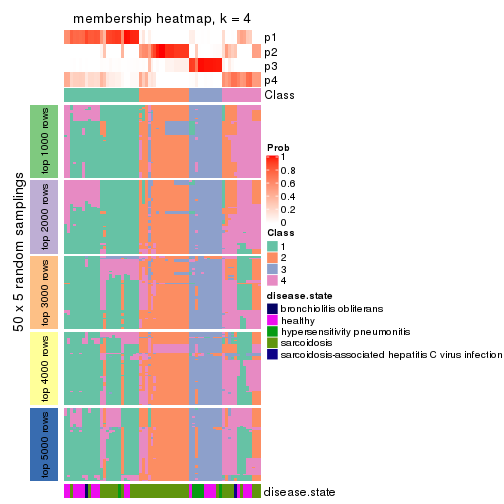 membership heatmap, k = 4
p1
p2
p3
p4
Class
50 x 5 random samplings
top 1000 rows
top 2000 rows
top 3000 rows
top 4000 rows
top 5000 rows
Prob
1
0.8
0.6
0.4
0.2
0
Class
1
2
3
4
disease.state
bronchiolitis obliterans
healthy
hypersensitivity pneumonitis
sarcoidosis
sarcoidosis-associated hepatitis C virus infection
disease.state